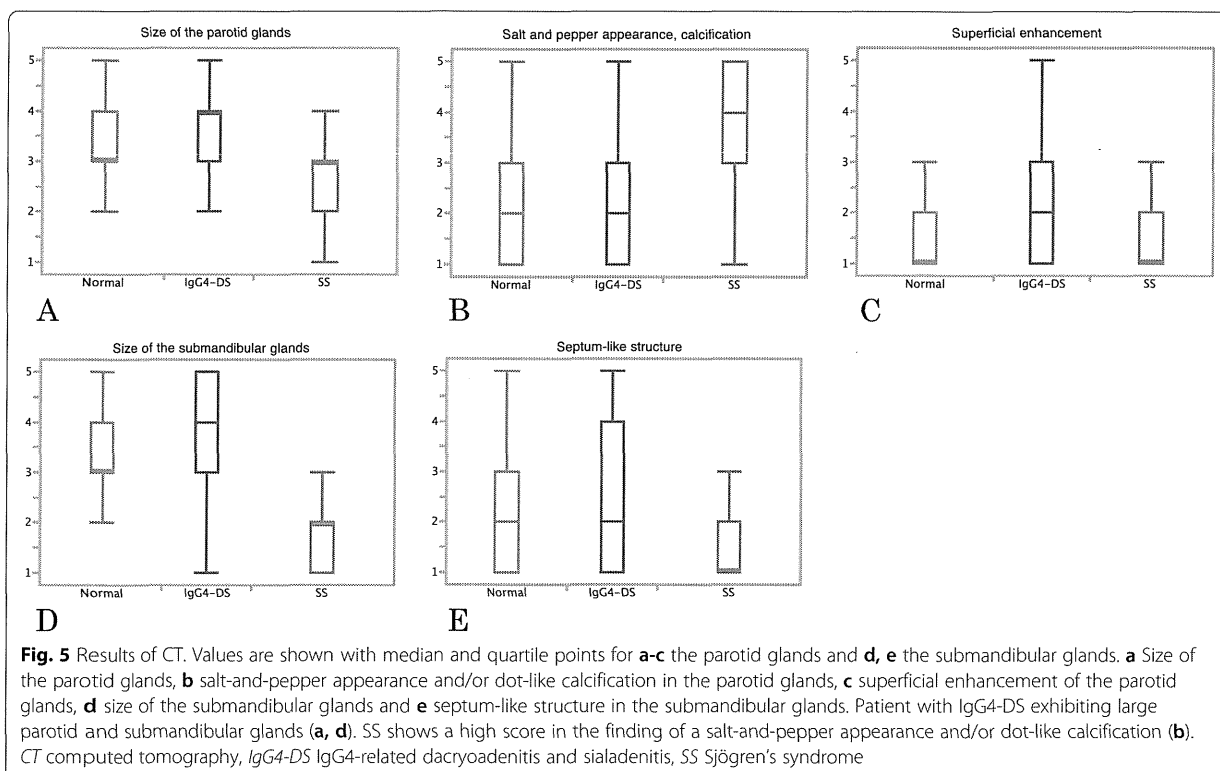 Size of the parotid glands
5
4
3
2
1
Normal IgG4-DS SS
A
Salt and pepper appearance, calcification
5
4
3
2
1
Normal IgG4-DS SS
B
Superficial enhancement
5
4
3
2
1
Normal IgG4-DS SS
C
Size of the submandibular glands
5
4
3
2
1
Normal IgG4-DS SS
D
Septum-like structure
5
4
3
2
1
Normal IgG4-DS SS
E
Fig. 5 Results of CT. Values are shown with median and quartile points for a-c the parotid glands and d, e the submandibular glands. a Size of
the parotid glands, b salt-and-pepper appearance and/or dot-like calcification in the parotid glands, c superficial enhancement of the parotid
glands, d size of the submandibular glands and e septum-like structure in the submandibular glands. Patient with IgG4-DS exhibiting large
parotid and submandibular glands (a, d). SS shows a high score in the finding of a salt-and-pepper appearance and/or dot-like calcification (b).
CT computed tomography, IgG4-DS IgG4-related dacryoadenitis and sialadenitis, SS Sjögren's syndrome